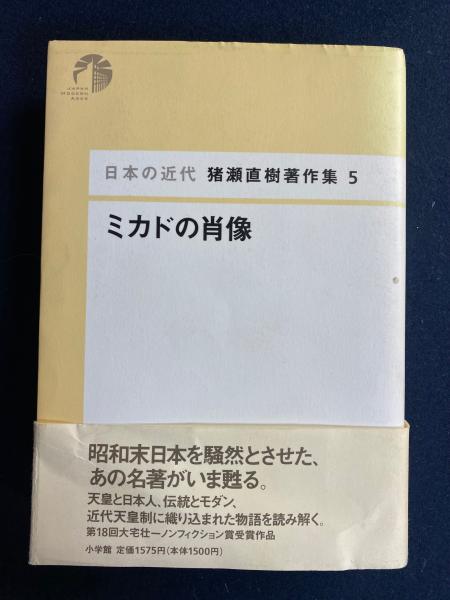 JAPAN
MODERN
AGES
日本の近代 猪瀬直樹著作集 5
ミカドの肖像
昭和末日本を騒然とさせた、
あの名著がいま甦る。
天皇と日本人、伝統とモダン、
近代天皇制に織り込まれた物語を読み解く。
第18回大宅壮一ノンフィクション賞受賞作品
小学館 定価1575円(本体1500円)